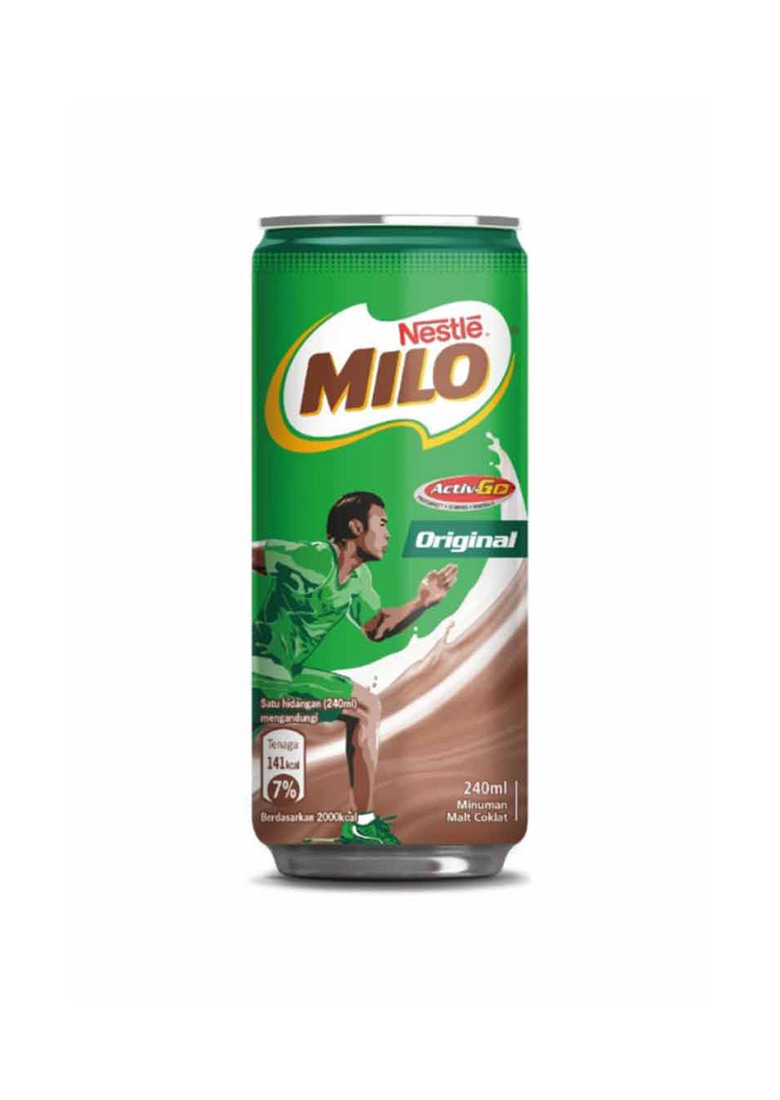 Nestlé
MILO
Activ-GO
Original
Satu hidangan (240ml)
mengandungi
Tenaga
141kcal
7%
Berdasarkan 2000kcal
240ml
Minuman
Malt Coklat